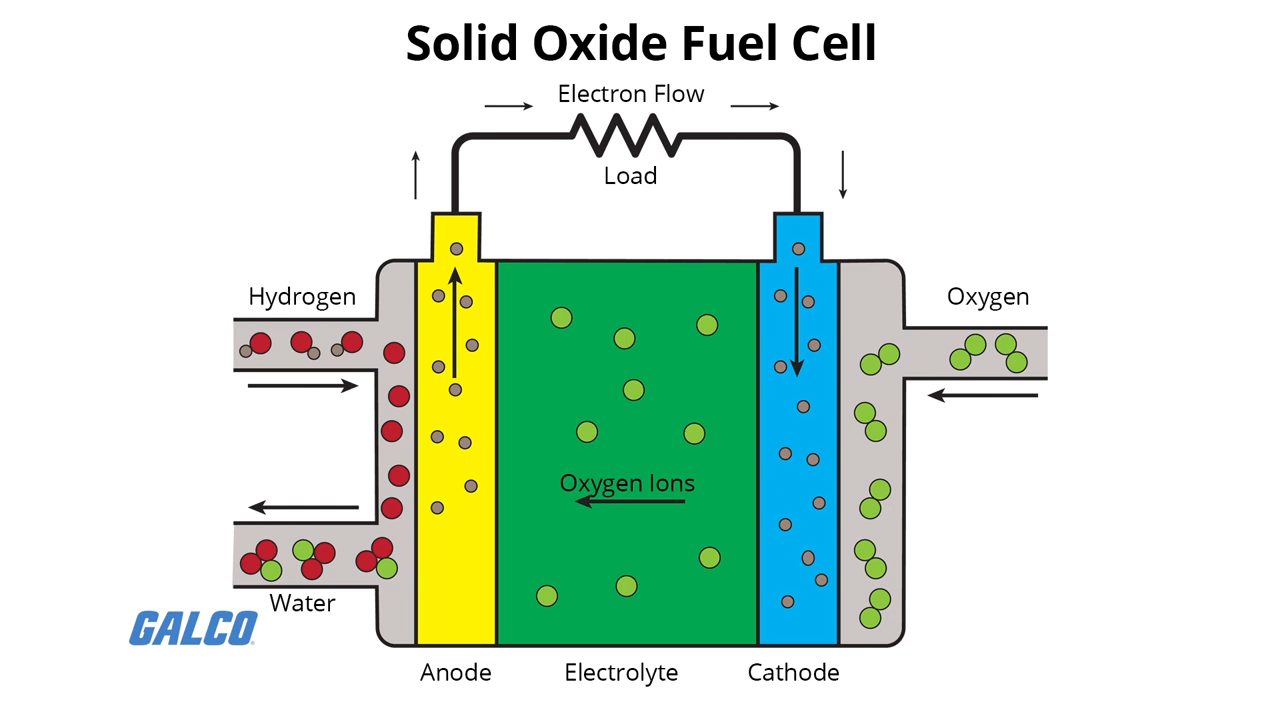 Solid Oxide Fuel Cell
Electron Flow
Load
Hydrogen
Oxygen
Oxygen Ions
Water
GALCO
Anode
Electrolyte
Cathode